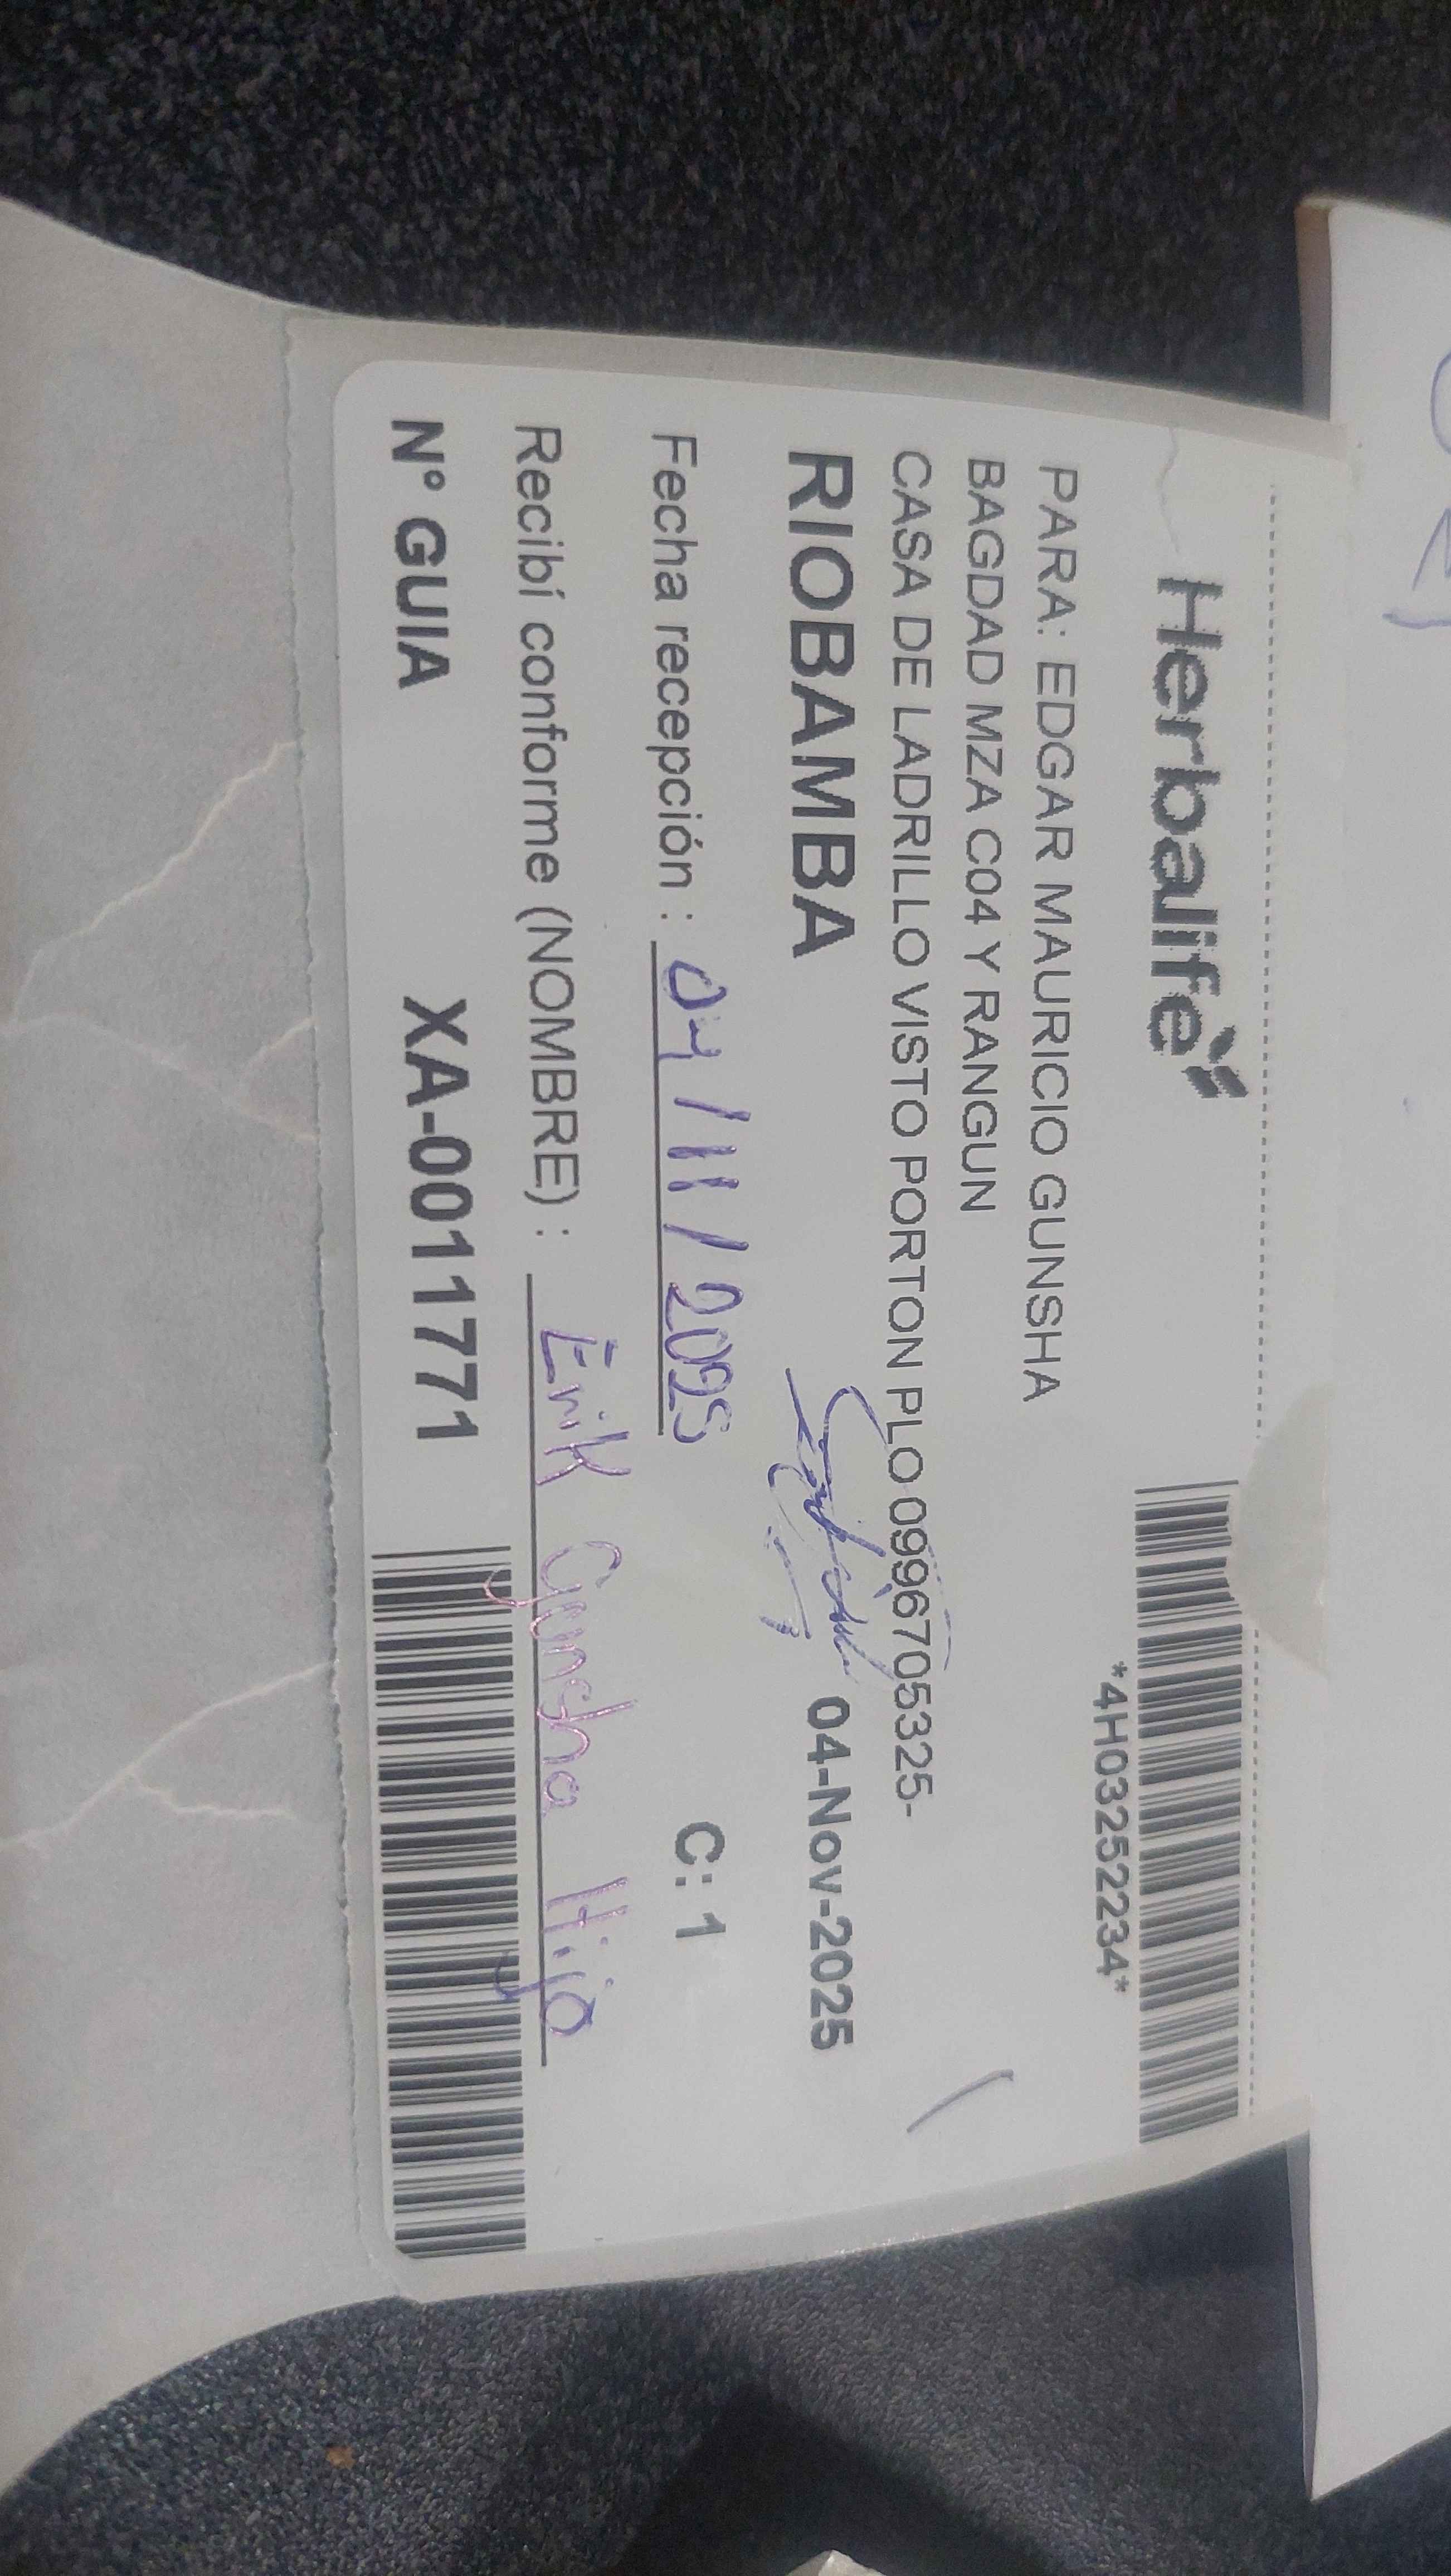 Herbalife
*4H03252234*
PARA: EDGAR MAURICIO GUNSHA
BAGDAD MZA C04 Y RANGUN
CASA DE LADRILLO VISTO PORTON PLO 0996705325-
RIOBAMBA 04-Nov-2025
Fecha recepción : 04/11/2025 C: 1
Recibí conforme (NOMBRE) : Erik Gunsha Hijo
N° GUIA XA-0011771